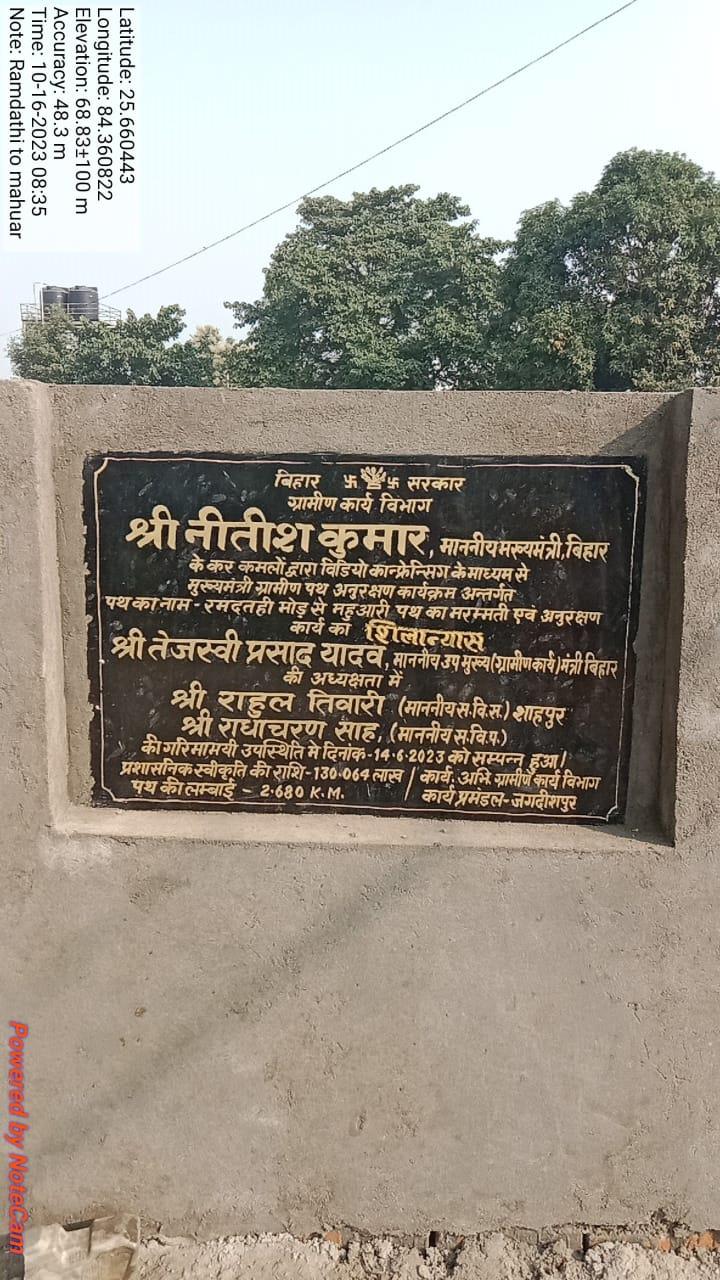 Latitude: 25.660443
Longitude: 84.360822
Elevation: 68.83±100 m
Accuracy: 48.3 m
Time: 10-16-2023 08:35
Note: Ramdathi to mahuar
बिहार 卐 卐 सरकार
ग्रामीण कार्य विभाग
श्री नीतीश कुमार, माननीय मुख्यमंत्री, बिहार
के कर कमलों द्वारा विडियो कान्फ्रेन्सिग के माध्यम से
मुख्यमंत्री ग्रामीण पथ अनुरक्षण कार्यक्रम अन्तर्गत
पथ का नाम - रमदतही मोड़ से महुआरी पथ का मरम्मती एवं अनुरक्षण
कार्य का शिलान्यास
श्री तेजस्वी प्रसाद यादव, माननीय उप मुख्य (ग्रामीण कार्य) मंत्री बिहार
की अध्यक्षता में
श्री राहुल तिवारी (माननीय स.वि.स.) शाहपुर
श्री राधाचरण साह, (माननीय स.वि.प.)
की गरिमामयी उपस्थिति मे दिनांक-14.6.2023 को सम्पन्न हुआ।
प्रशासनिक स्वीकृति की राशि-130.064 लाख / कार्य. अभि ग्रामीण कार्य विभाग
पथ की लम्बाई - 2.680 K.M. / कार्य प्रमंडल-जगदीशपुर
Powered by NoteCam